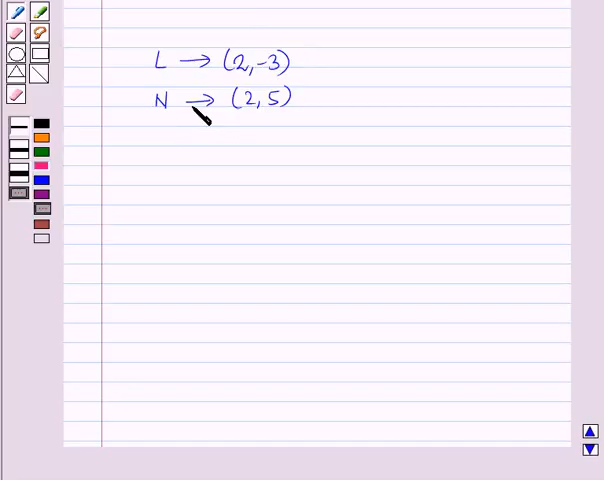 L → (2,-3)
N → (2, 5)